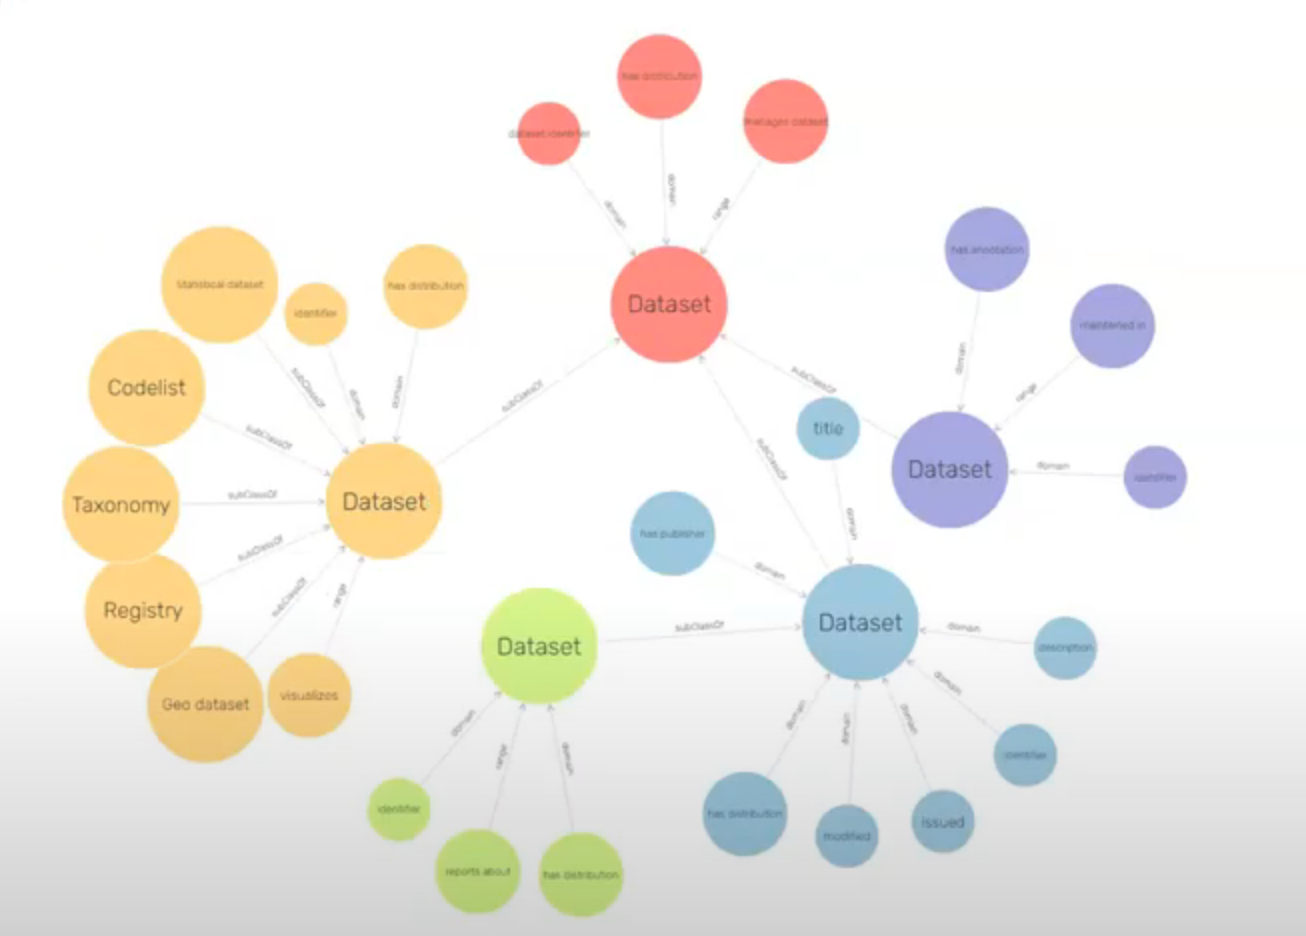 has distribution
dataset identifier
manages dataset
domain
domain
range
Dataset
has annotation
maintained in
domain
range
identifier
domain
Dataset
subClassOf
statistical dataset
identifier
has distribution
Codelist
Taxonomy
Registry
Geo dataset
visualizes
subClassOf
domain
domain
subClassOf
subClassOf
subClassOf
subClassOf
range
Dataset
subClassOf
title
has publisher
subClassOf
domain
domain
Dataset
domain
description
domain
identifier
domain
issued
domain
modified
domain
has distribution
subClassOf
Dataset
domain
range
domain
identifier
reports about
has distribution